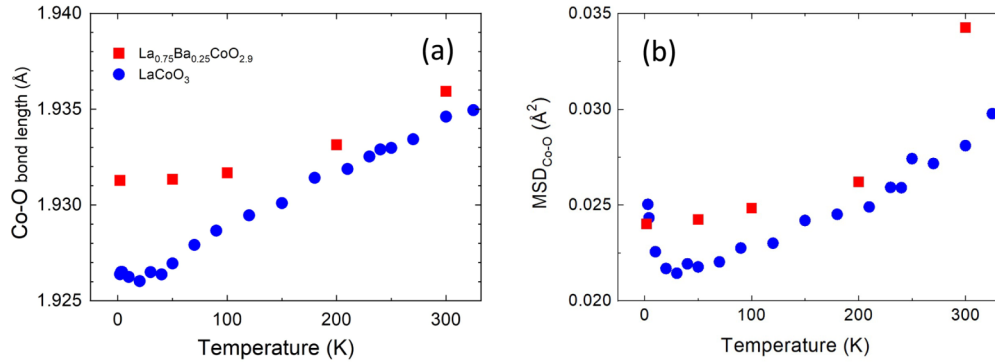 (a)
La0.75Ba0.25CoO2.9
LaCoO3
1.940
1.935
1.930
1.925
Co-O bond length (Å)
0
100
200
300
Temperature (K)
(b)
0.035
0.030
0.025
0.020
MSDCo-O (Å2)
0
100
200
300
Temperature (K)